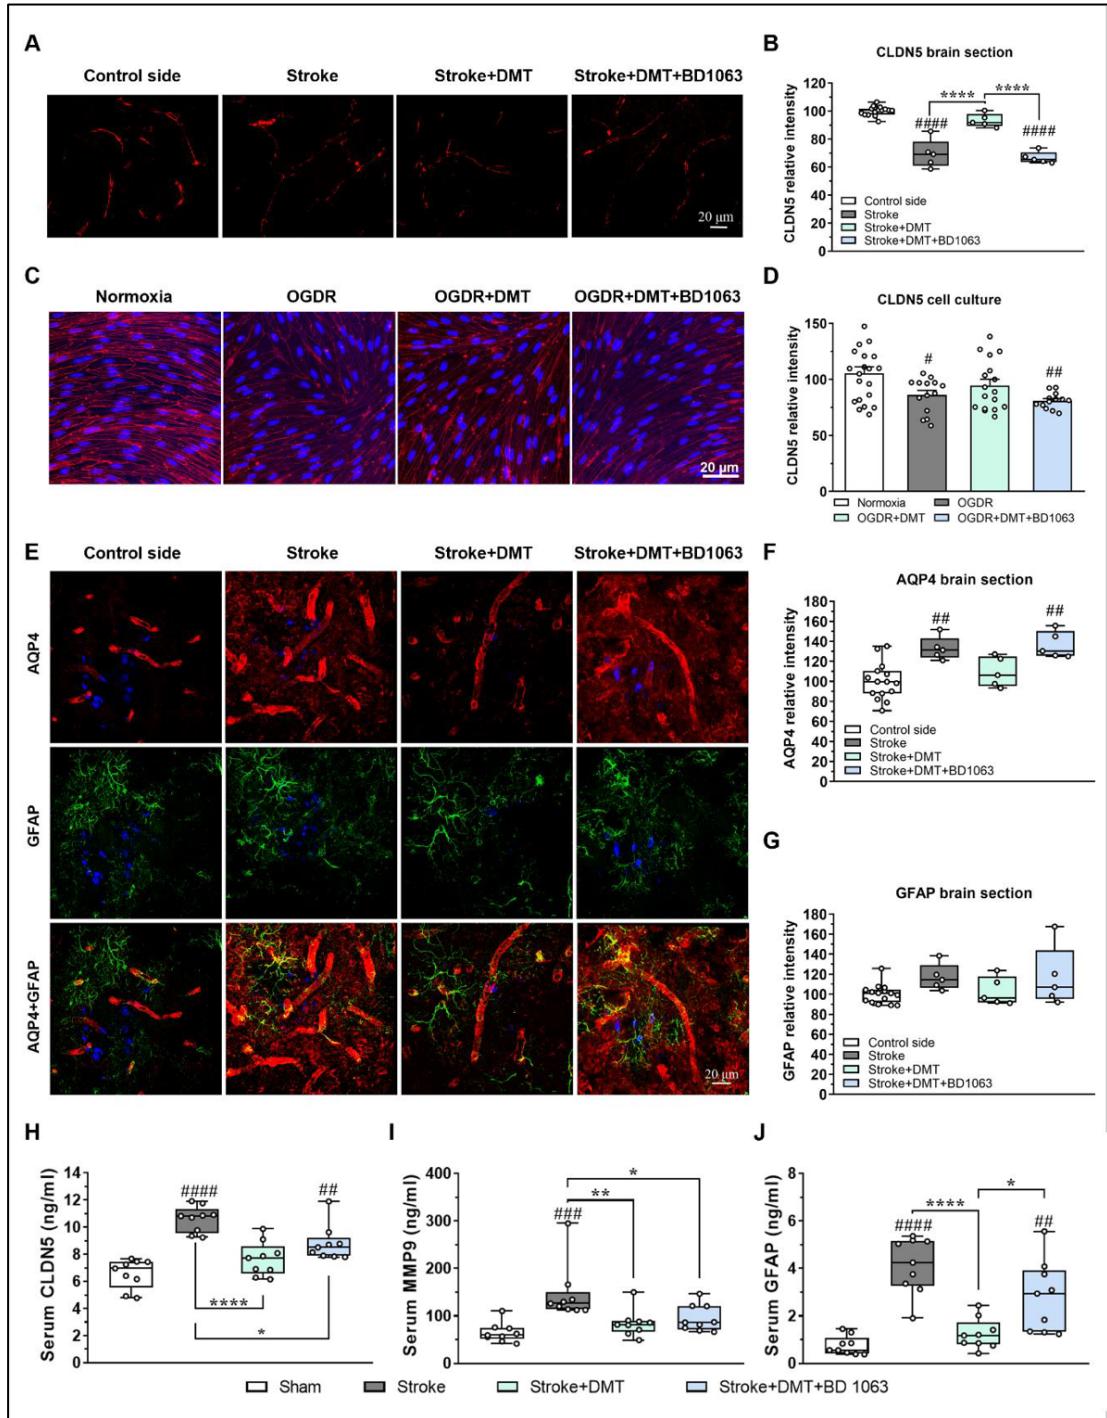 A
Control side
Stroke
Stroke+DMT
Stroke+DMT+BD1063
20 µm
B
CLDN5 brain section
CLDN5 relative intensity
120
100
80
60
40
20
0
####
****
****
####
Control side
Stroke
Stroke+DMT
Stroke+DMT+BD1063
C
Normoxia
OGDR
OGDR+DMT
OGDR+DMT+BD1063
20 µm
D
CLDN5 cell culture
CLDN5 relative intensity
150
100
50
0
#
##
Normoxia
OGDR
OGDR+DMT
OGDR+DMT+BD1063
E
Control side
Stroke
Stroke+DMT
Stroke+DMT+BD1063
AQP4
GFAP
AQP4+GFAP
20 µm
F
AQP4 brain section
AQP4 relative intensity
180
160
140
120
100
80
60
40
20
0
##
##
Control side
Stroke
Stroke+DMT
Stroke+DMT+BD1063
G
GFAP brain section
GFAP relative intensity
180
160
140
120
100
80
60
40
20
0
Control side
Stroke
Stroke+DMT
Stroke+DMT+BD1063
H
Serum CLDN5 (ng/ml)
14
12
10
8
6
4
2
0
####
##
****
*
I
Serum MMP9 (ng/ml)
400
300
200
150
100
50
0
###
**
*
J
Serum GFAP (ng/ml)
8
6
4
2
0
####
****
*
##
Sham
Stroke
Stroke+DMT
Stroke+DMT+BD 1063